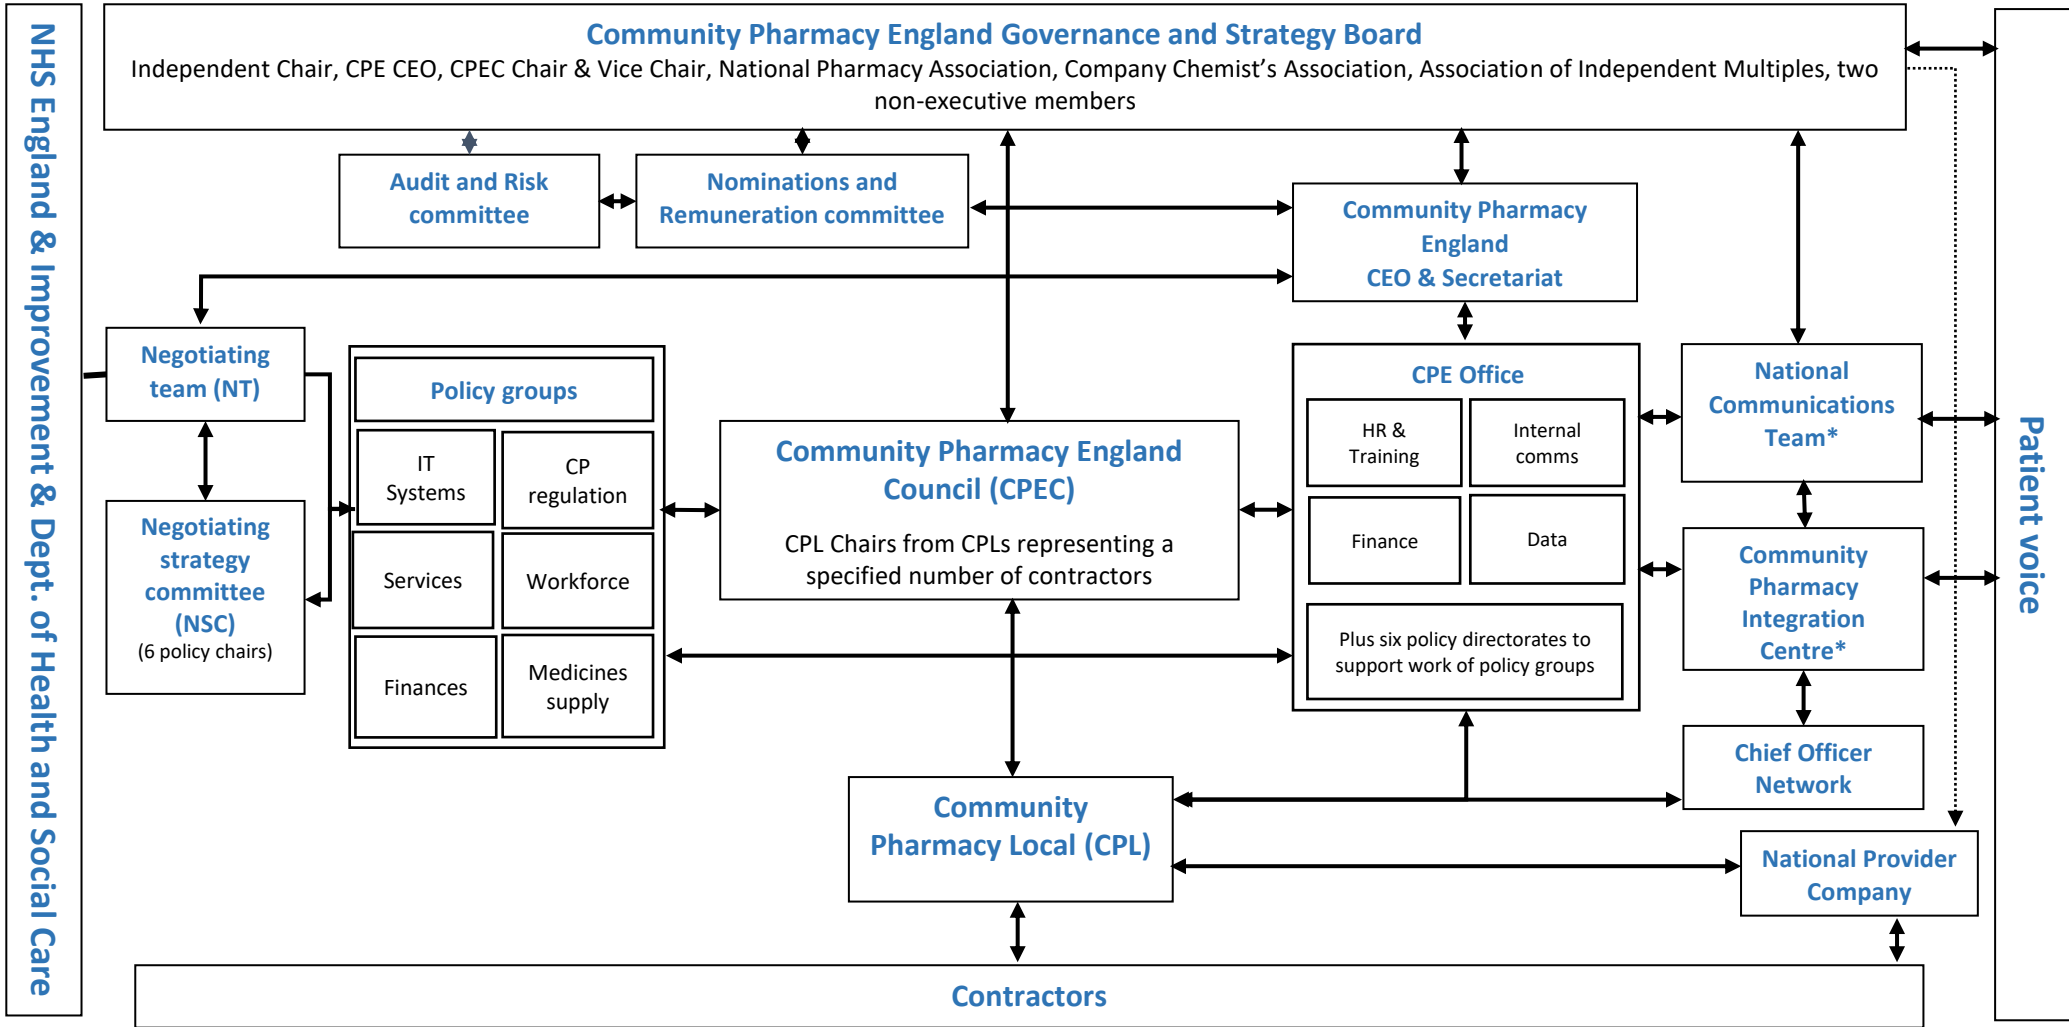 NHS England & Improvement & Dept. of Health and Social Care
Community Pharmacy England Governance and Strategy Board
Independent Chair, CPE CEO, CPEC Chair & Vice Chair, National Pharmacy Association, Company Chemist's Association, Association of Independent Multiples, two
non-executive members
Audit and Risk
committee
Nominations and
Remuneration committee
Community Pharmacy
England
CEO & Secretariat
Negotiating
team (NT)
Negotiating
strategy
committee
(NSC)
(6 policy chairs)
Policy groups
IT
Systems
CP
regulation
Services
Workforce
Finances
Medicines
supply
Community Pharmacy England
Council (CPEC)
CPL Chairs from CPLs representing a
specified number of contractors
CPE Office
HR &
Training
Internal
comms
Finance
Data
Plus six policy directorates to
support work of policy groups
National
Communications
Team*
Community
Pharmacy
Integration
Centre*
Chief Officer
Network
Community
Pharmacy Local (CPL)
National Provider
Company
Contractors
Patient voice